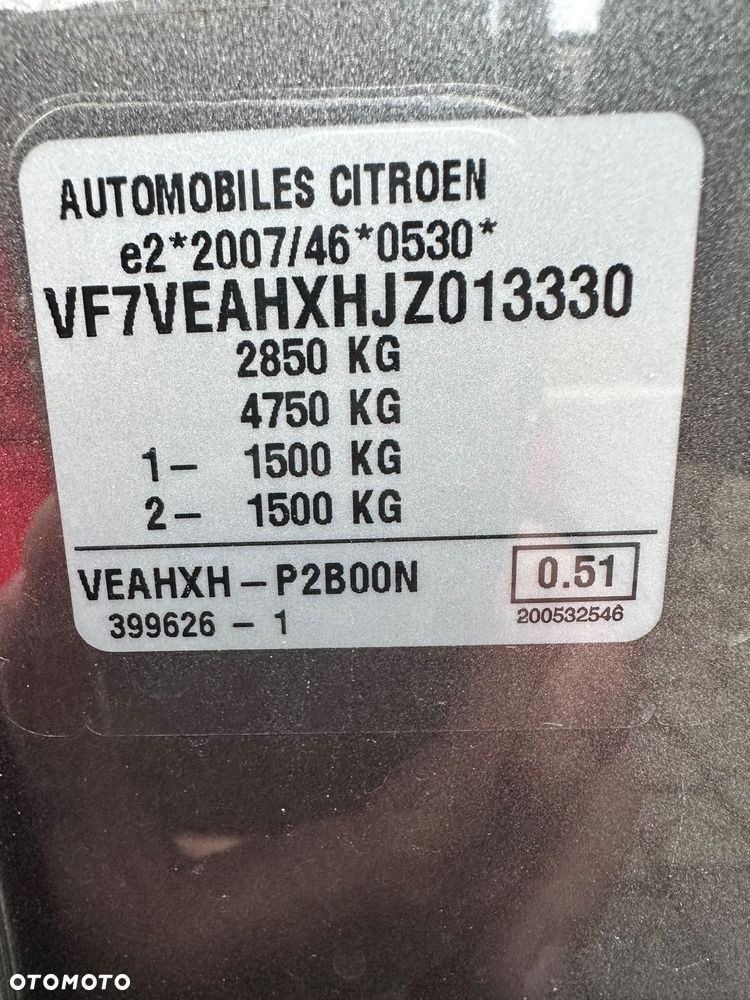 AUTOMOBILES CITROEN
e2*2007/46*0530*
VF7VEAHXHJZ013330
2850 KG
4750 KG
1- 1500 KG
2- 1500 KG
VEAHXH-P2B00N 0.51
399626-1 200532546
OTOMOTO